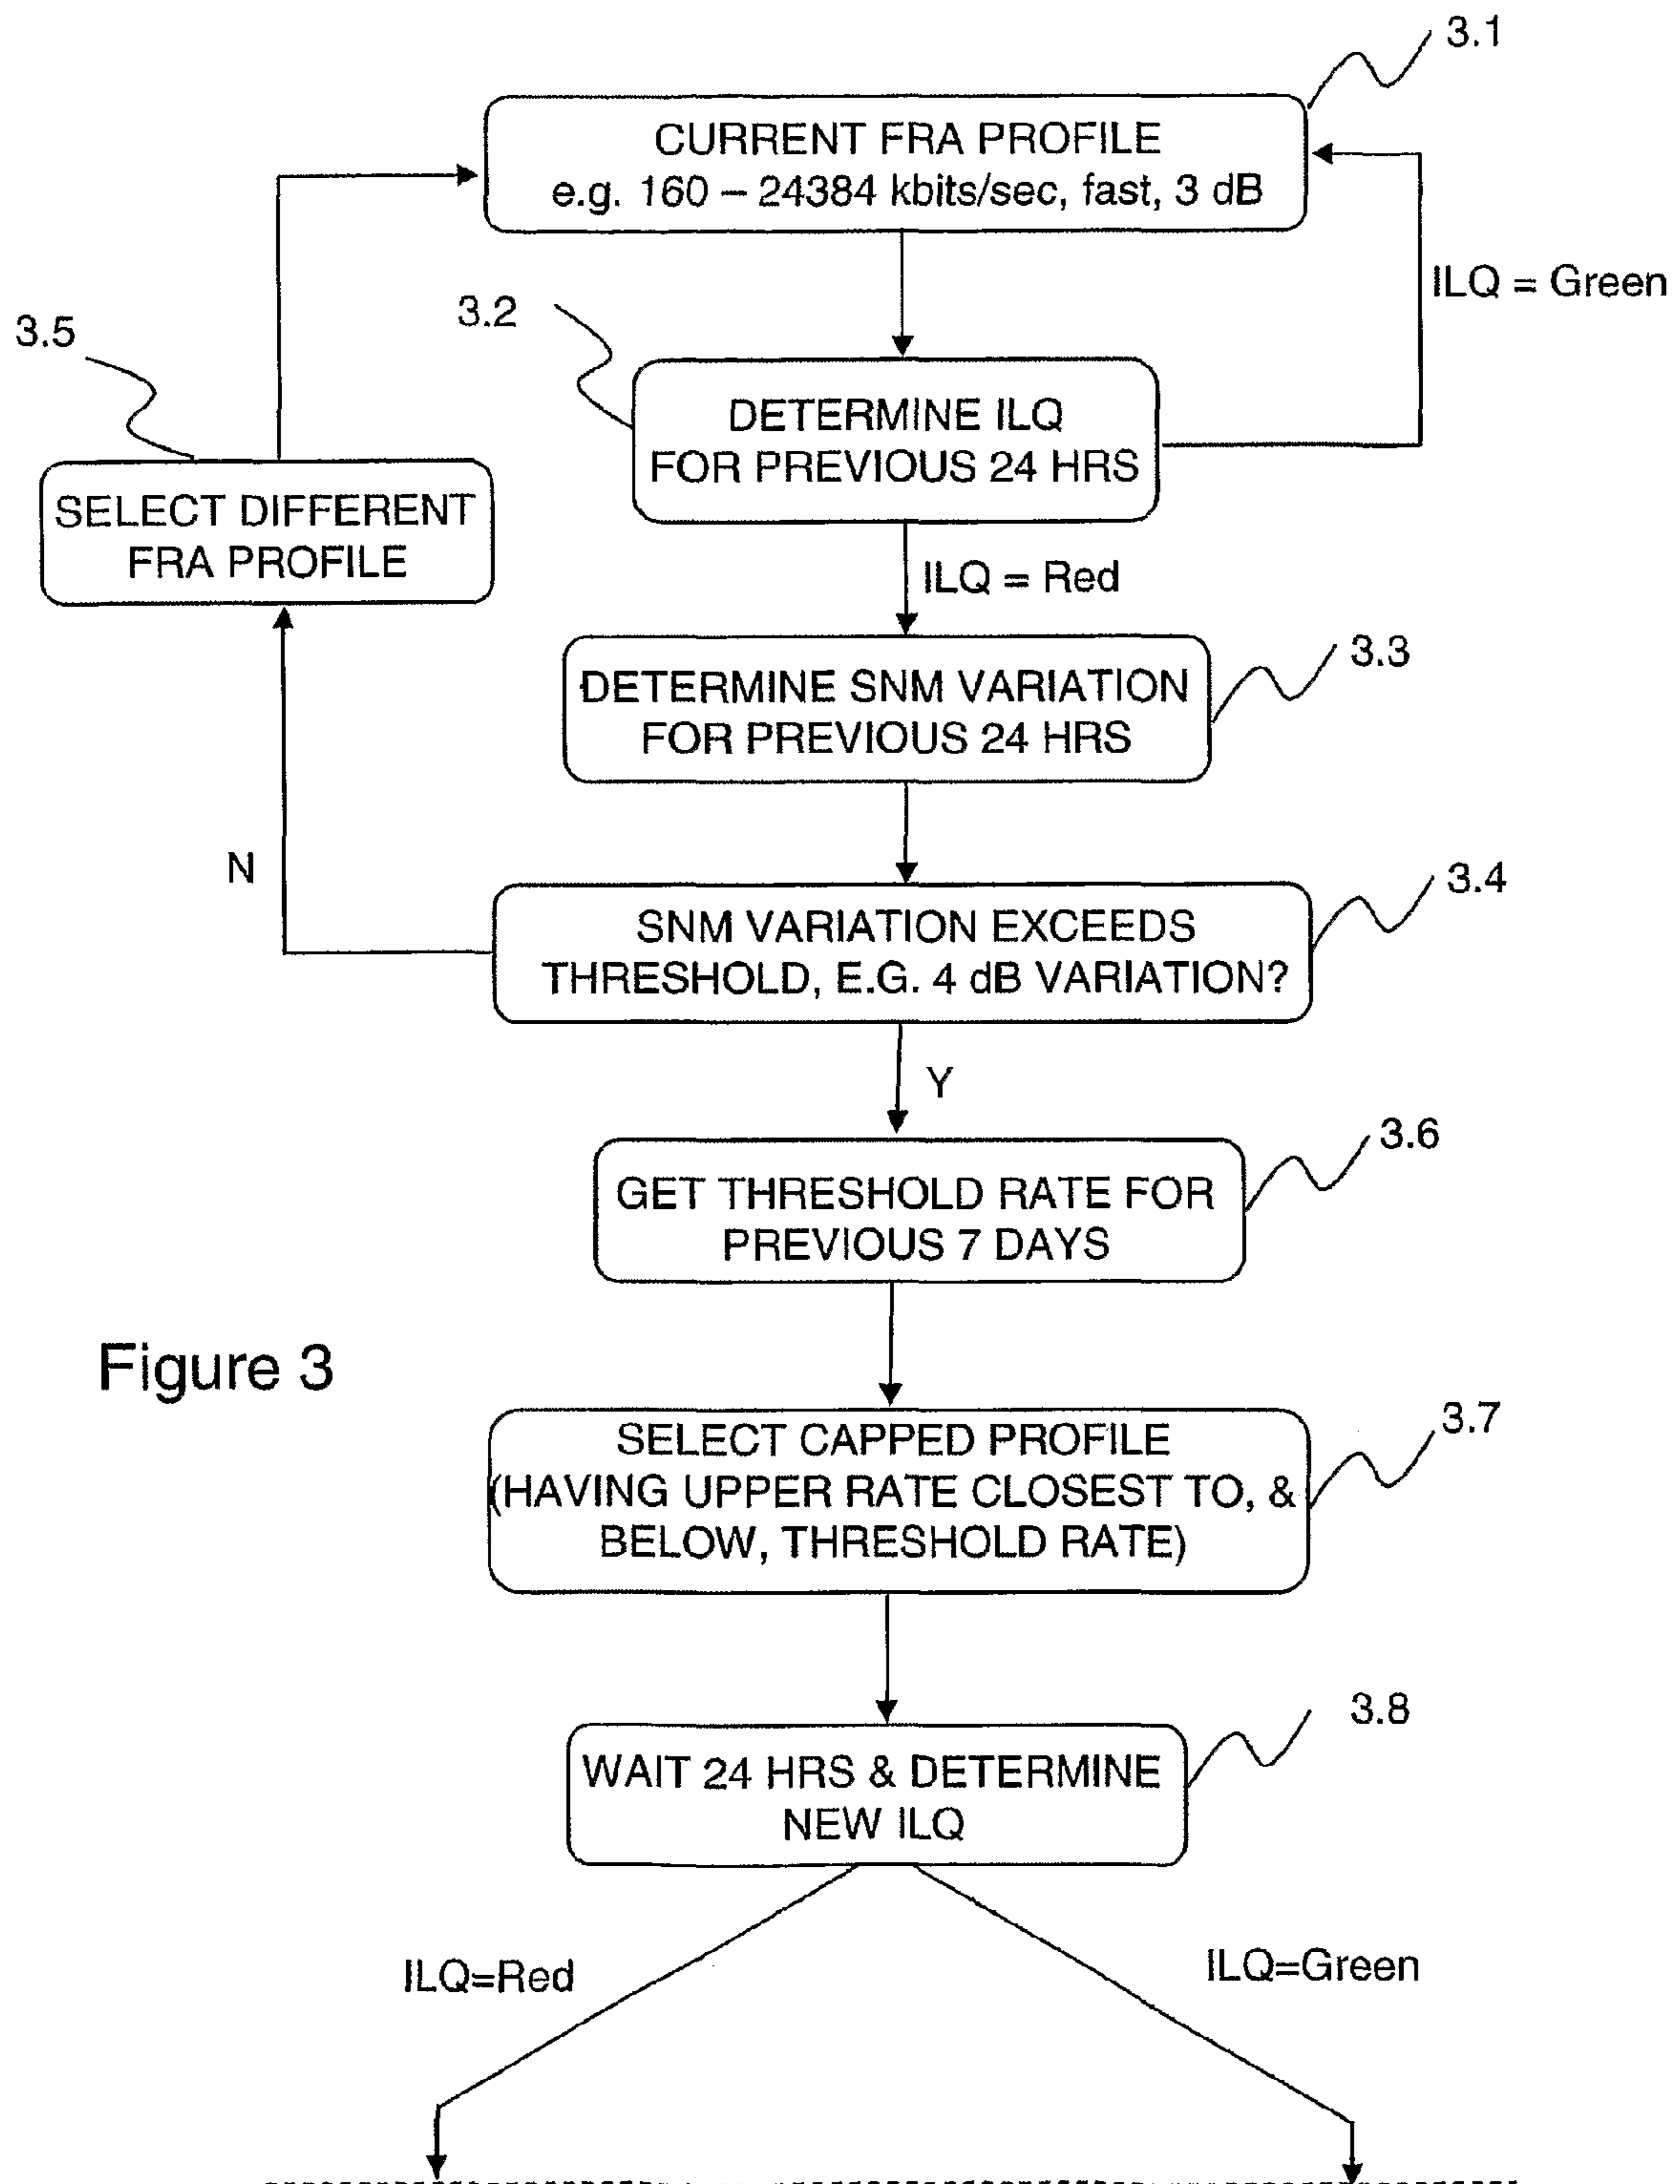 3.1
CURRENT FRA PROFILE
e.g. 160 – 24384 kbits/sec, fast, 3 dB
ILQ = Green
3.2
3.5
DETERMINE ILQ
FOR PREVIOUS 24 HRS
SELECT DIFFERENT
FRA PROFILE
ILQ = Red
3.3
DETERMINE SNM VARIATION
FOR PREVIOUS 24 HRS
N
3.4
SNM VARIATION EXCEEDS
THRESHOLD, E.G. 4 dB VARIATION?
Y
3.6
GET THRESHOLD RATE FOR
PREVIOUS 7 DAYS
Figure 3
3.7
SELECT CAPPED PROFILE
(HAVING UPPER RATE CLOSEST TO, &
BELOW, THRESHOLD RATE)
3.8
WAIT 24 HRS & DETERMINE
NEW ILQ
ILQ=Red
ILQ=Green